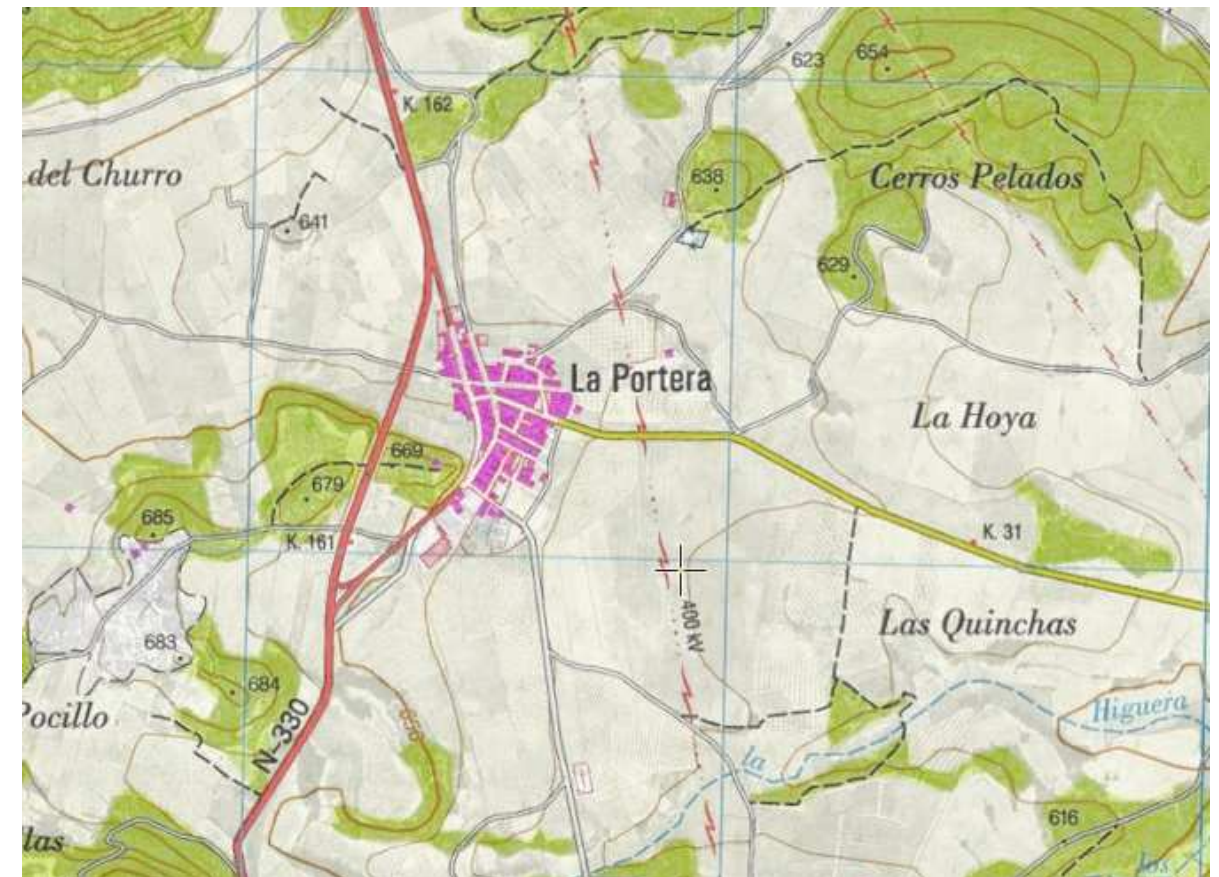 654
623
K. 162
del Churro
638
Cerros Pelados
641
629
La Portera
La Hoya
669
679
685
K. 161
K. 31
400 kV
Las Quinchas
683
684
Pocillo
Higuera
N-330
la
616
las
los